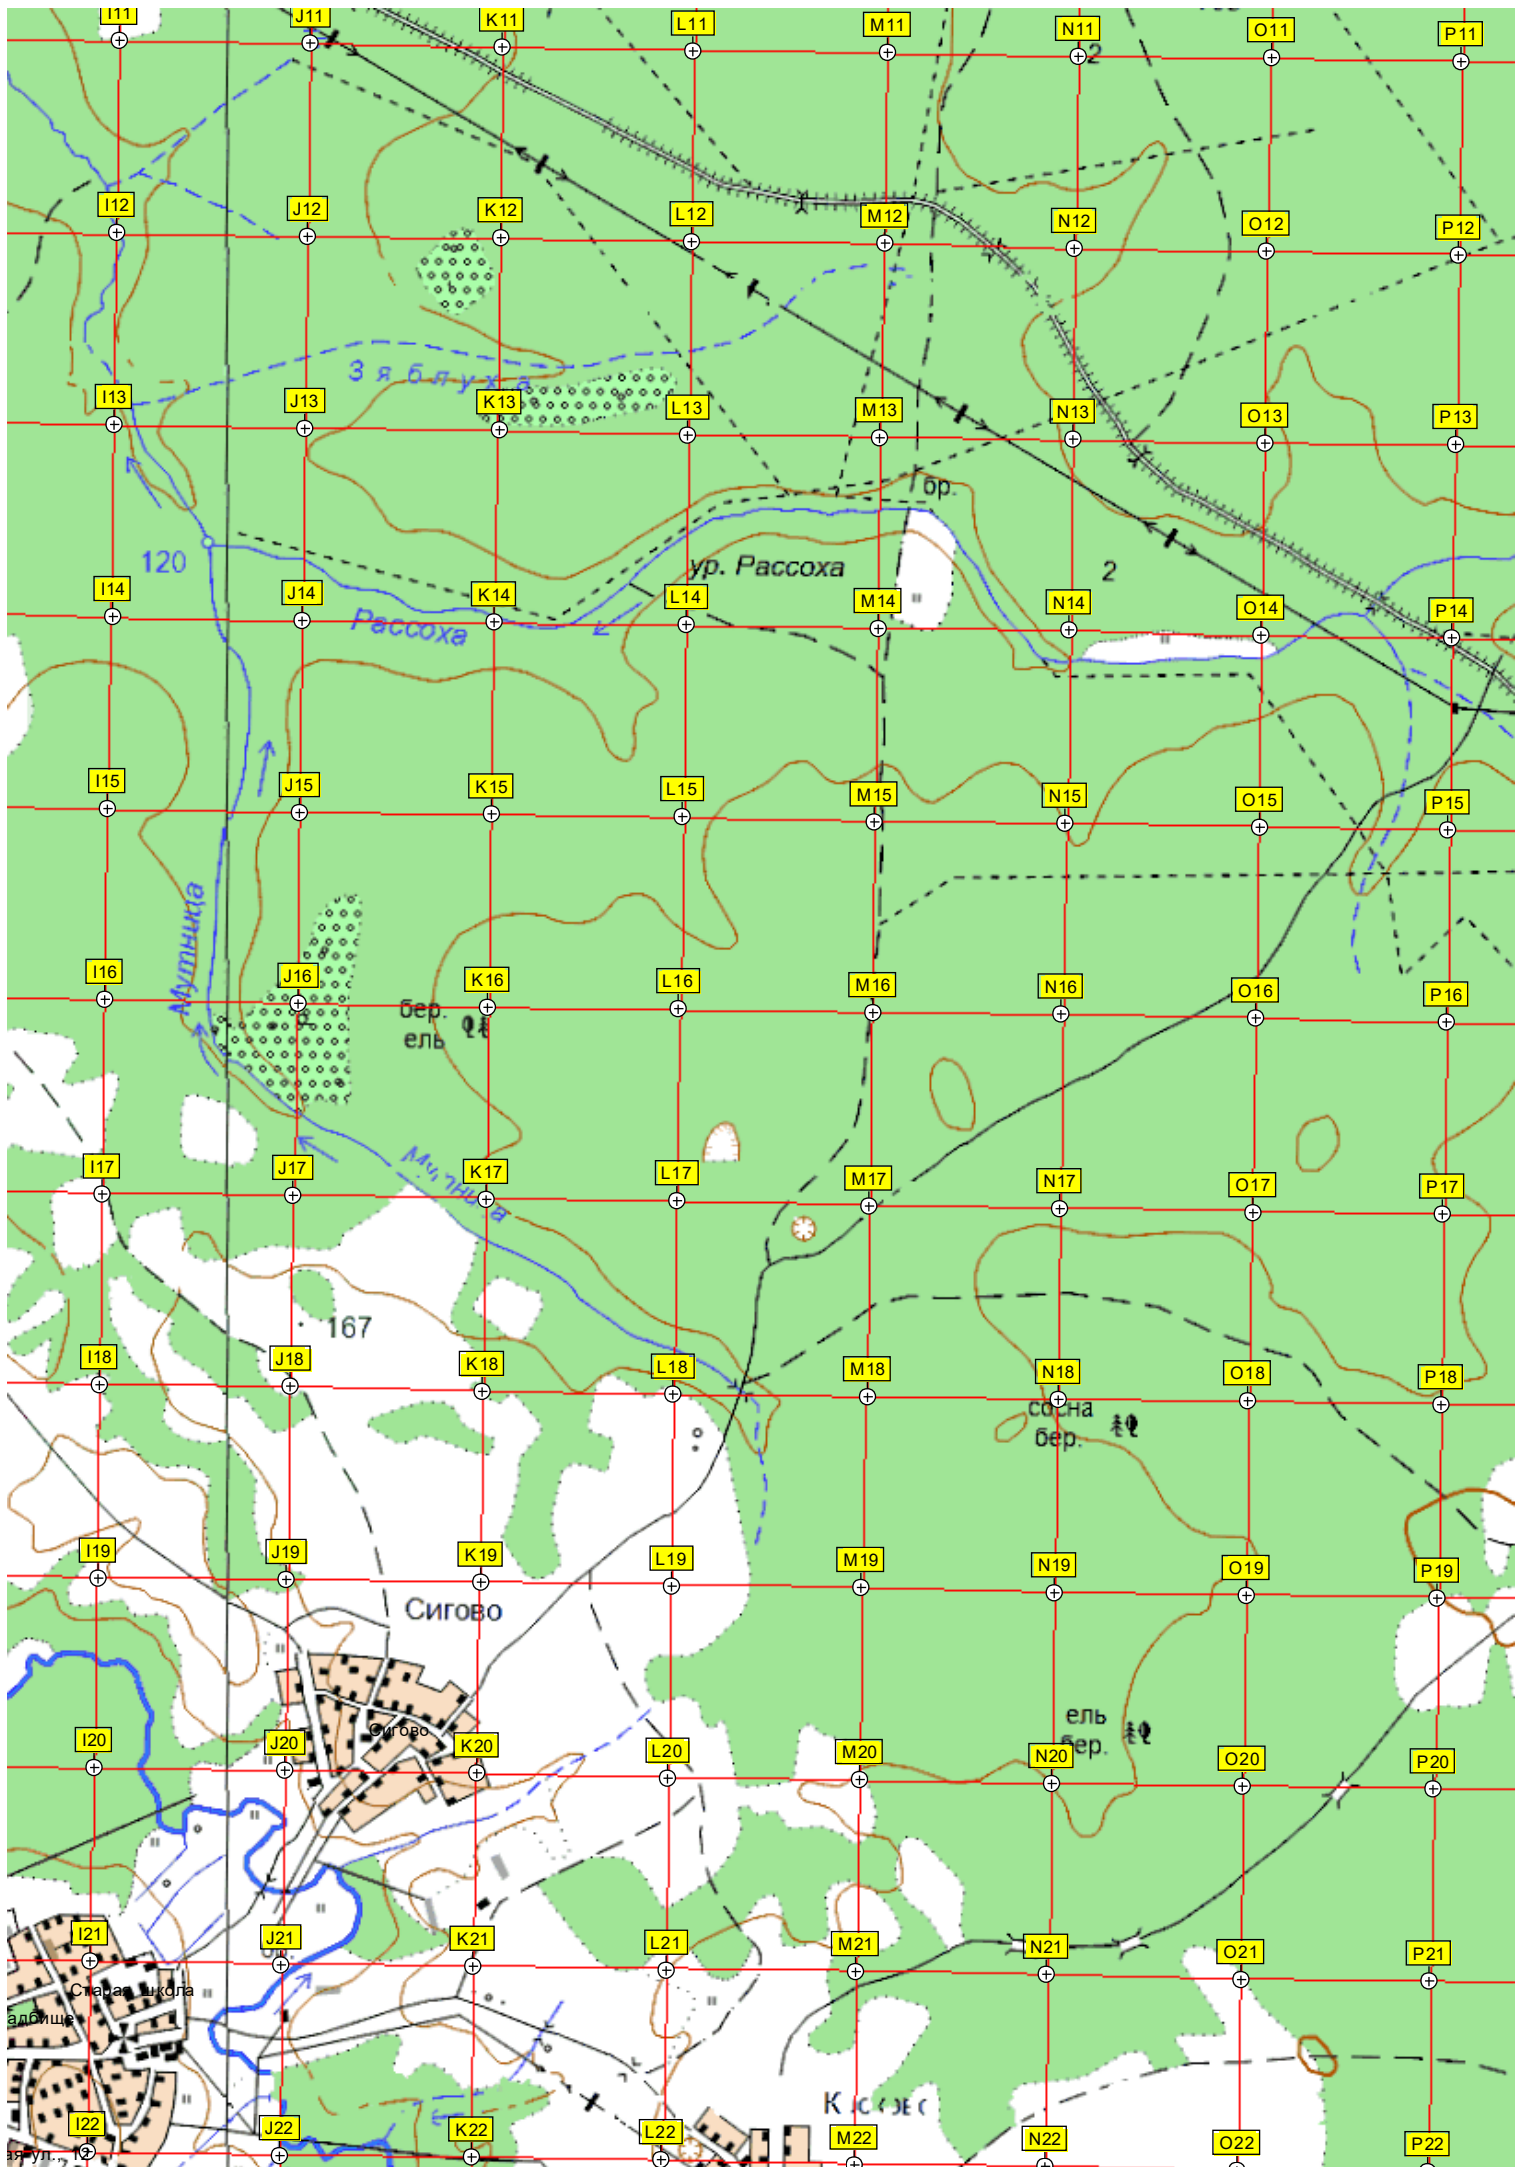 I11 J11 K11 L11 M11 N11 O11 P11
2
I12 J12 K12 L12 M12 N12 O12 P12
Зяблуха
I13 J13 K13 L13 M13 N13 O13 P13
бр.
120
ур. Рассоха
2
I14 J14 K14 L14 M14 N14 O14 P14
Рассоха
I15 J15 K15 L15 M15 N15 O15 P15
Мутница
I16 J16 K16 L16 M16 N16 O16 P16
бер.
ель
Мутница
I17 J17 K17 L17 M17 N17 O17 P17
167
I18 J18 K18 L18 M18 N18 O18 P18
сосна
бер.
I19 J19 K19 L19 M19 N19 O19 P19
Сигово
ель
бер.
Сигово
I20 J20 K20 L20 M20 N20 O20 P20
I21 J21 K21 L21 M21 N21 O21 P21
Старая школа
адбище
I22 J22 K22 L22 M22 N22 O22 P22
ая ул., 12